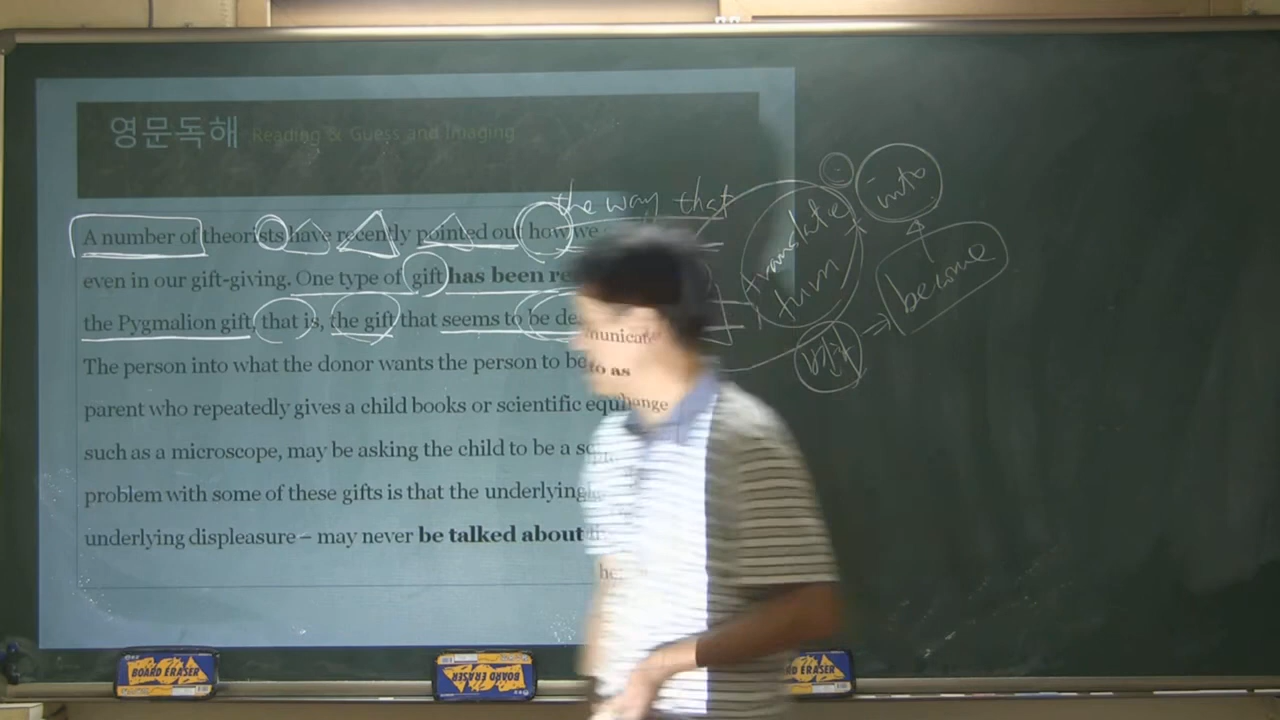 영문독해 Reading & Guess and Imaging
the way that
A number of theorists have recently pointed out how we
even in our gift-giving. One type of gift has been re
the Pygmalion gift, that is, the gift that seems to be de
municate
The person into what the donor wants the person to be
to as
parent who repeatedly gives a child books or scientific equ
change
such as a microscope, may be asking the child to be a sc
problem with some of these gifts is that the underlying
underlying displeasure – may never be talked about
he
translate
turn
into
become
BOARD ERASER
BOARD ERASER
D ERASER